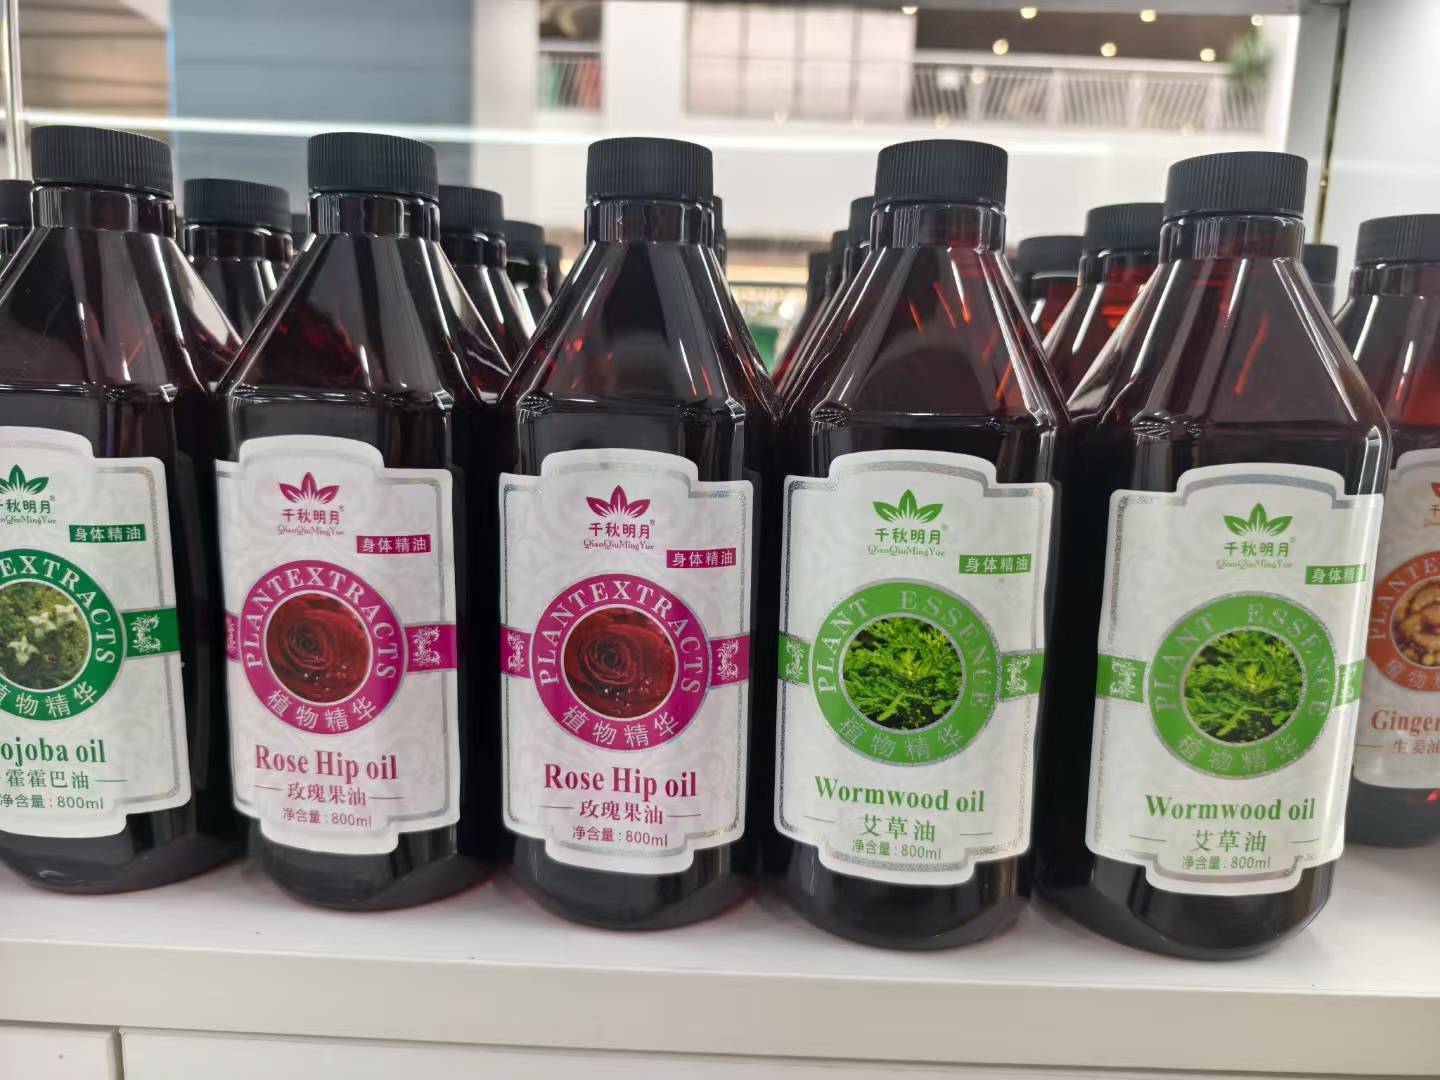 千秋明月
QianQiuMingYue
身体精油
EXTRACTS
植物精华
ojoba oil
霍霍巴油
净含量:800ml
千秋明月®
QianQiuMingYue
身体精油
PLANTEXTRACTS
植物精华
Rose Hip oil
玫瑰果油
净含量:800ml
千秋明月®
QianQiuMingYue
身体精油
PLANTEXTRACTS
植物精华
Rose Hip oil
玫瑰果油
净含量:800ml
千秋明月®
QianQiuMingYue
身体精油
PLANT ESSENCE
植物精华
Wormwood oil
艾草油
净含量:800ml
千秋明月®
QianQiuMingYue
身体精油
PLANT ESSENCE
植物精华
Wormwood oil
艾草油
净含量:800ml
PLANTE
植物
Ginger
生姜油